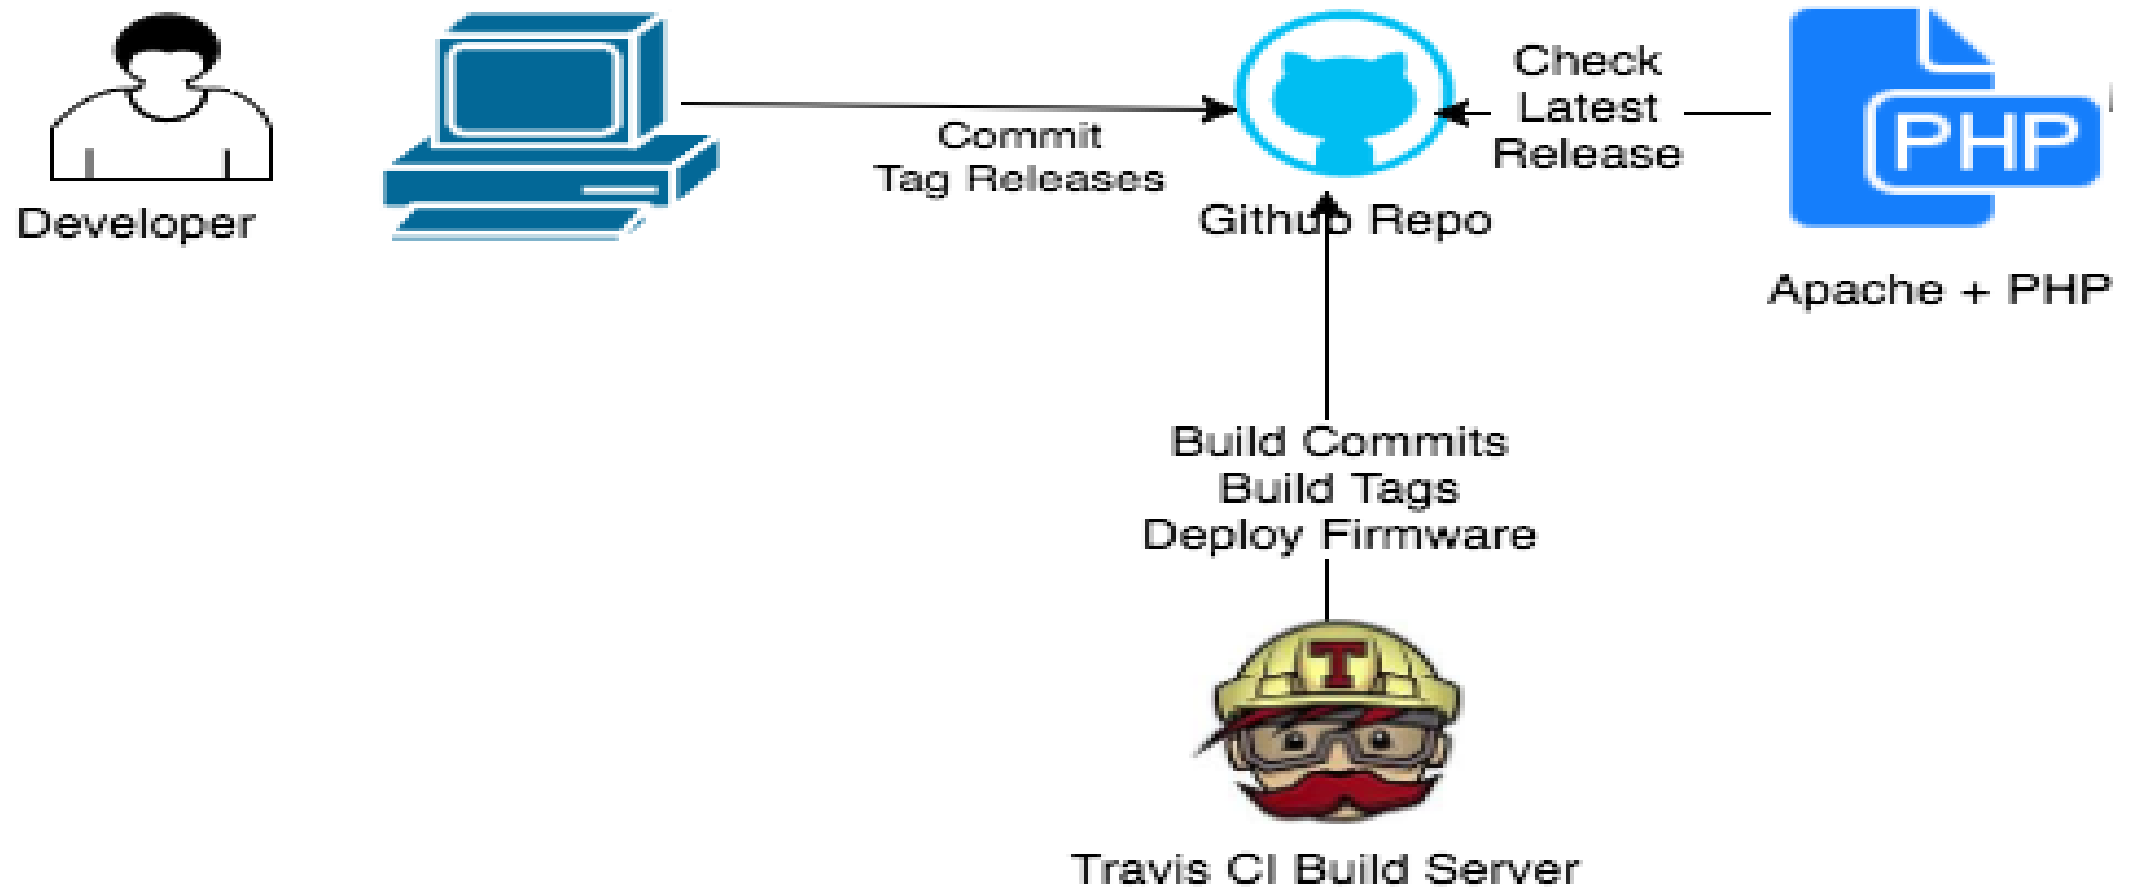 Developer
Commit
Tag Releases
Github Repo
Check
Latest
Release
PHP
Apache + PHP
Build Commits
Build Tags
Deploy Firmware
T
Travis CI Build Server